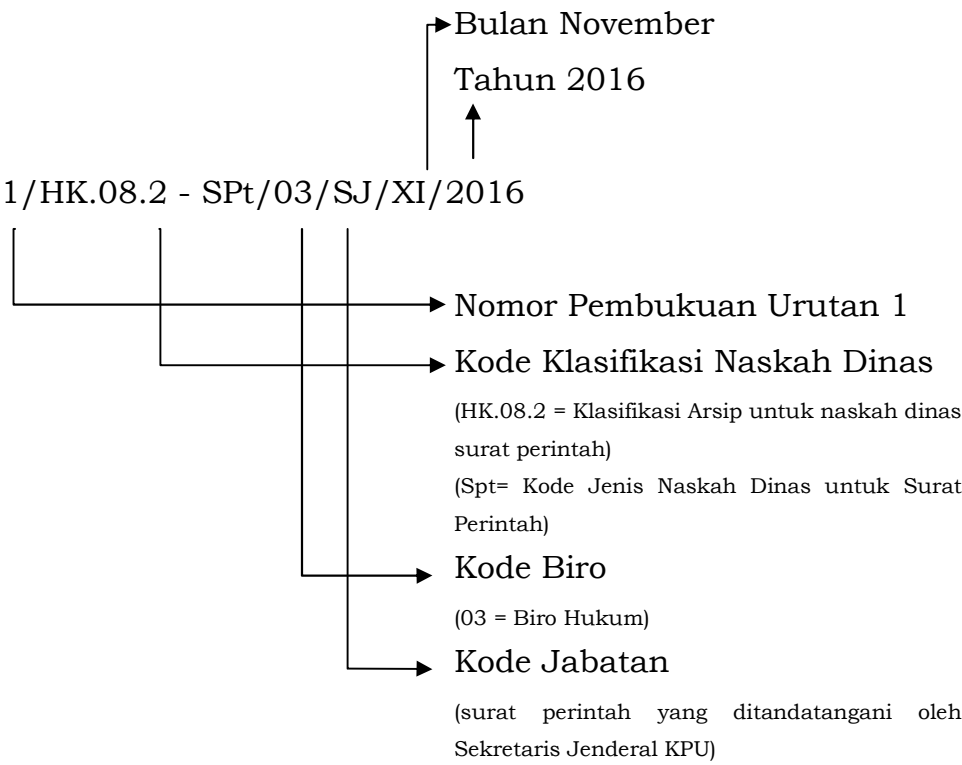 Bulan November
Tahun 2016
1/HK.08.2 - SPt/03/SJ/XI/2016
Nomor Pembukuan Urutan 1
Kode Klasifikasi Naskah Dinas
(HK.08.2 = Klasifikasi Arsip untuk naskah dinas
surat perintah)
(Spt= Kode Jenis Naskah Dinas untuk Surat
Perintah)
Kode Biro
(03 = Biro Hukum)
Kode Jabatan
(surat perintah yang ditandatangani oleh
Sekretaris Jenderal KPU)